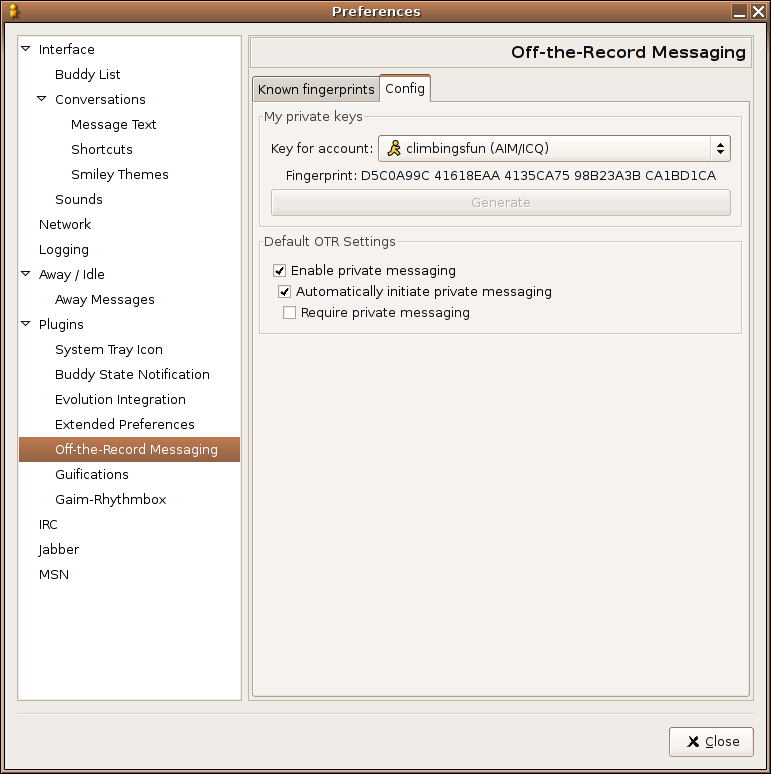 Preferences
Interface
Buddy List
Conversations
Message Text
Shortcuts
Smiley Themes
Sounds
Network
Logging
Away / Idle
Away Messages
Plugins
System Tray Icon
Buddy State Notification
Evolution Integration
Extended Preferences
Off-the-Record Messaging
Guifications
Gaim-Rhythmbox
IRC
Jabber
MSN
Off-the-Record Messaging
Known fingerprints Config
My private keys
Key for account: climbingsfun (AIM/ICQ)
Fingerprint: D5C0A99C 41618EAA 4135CA75 98B23A3B CA1BD1CA
Generate
Default OTR Settings
Enable private messaging
Automatically initiate private messaging
Require private messaging
Close